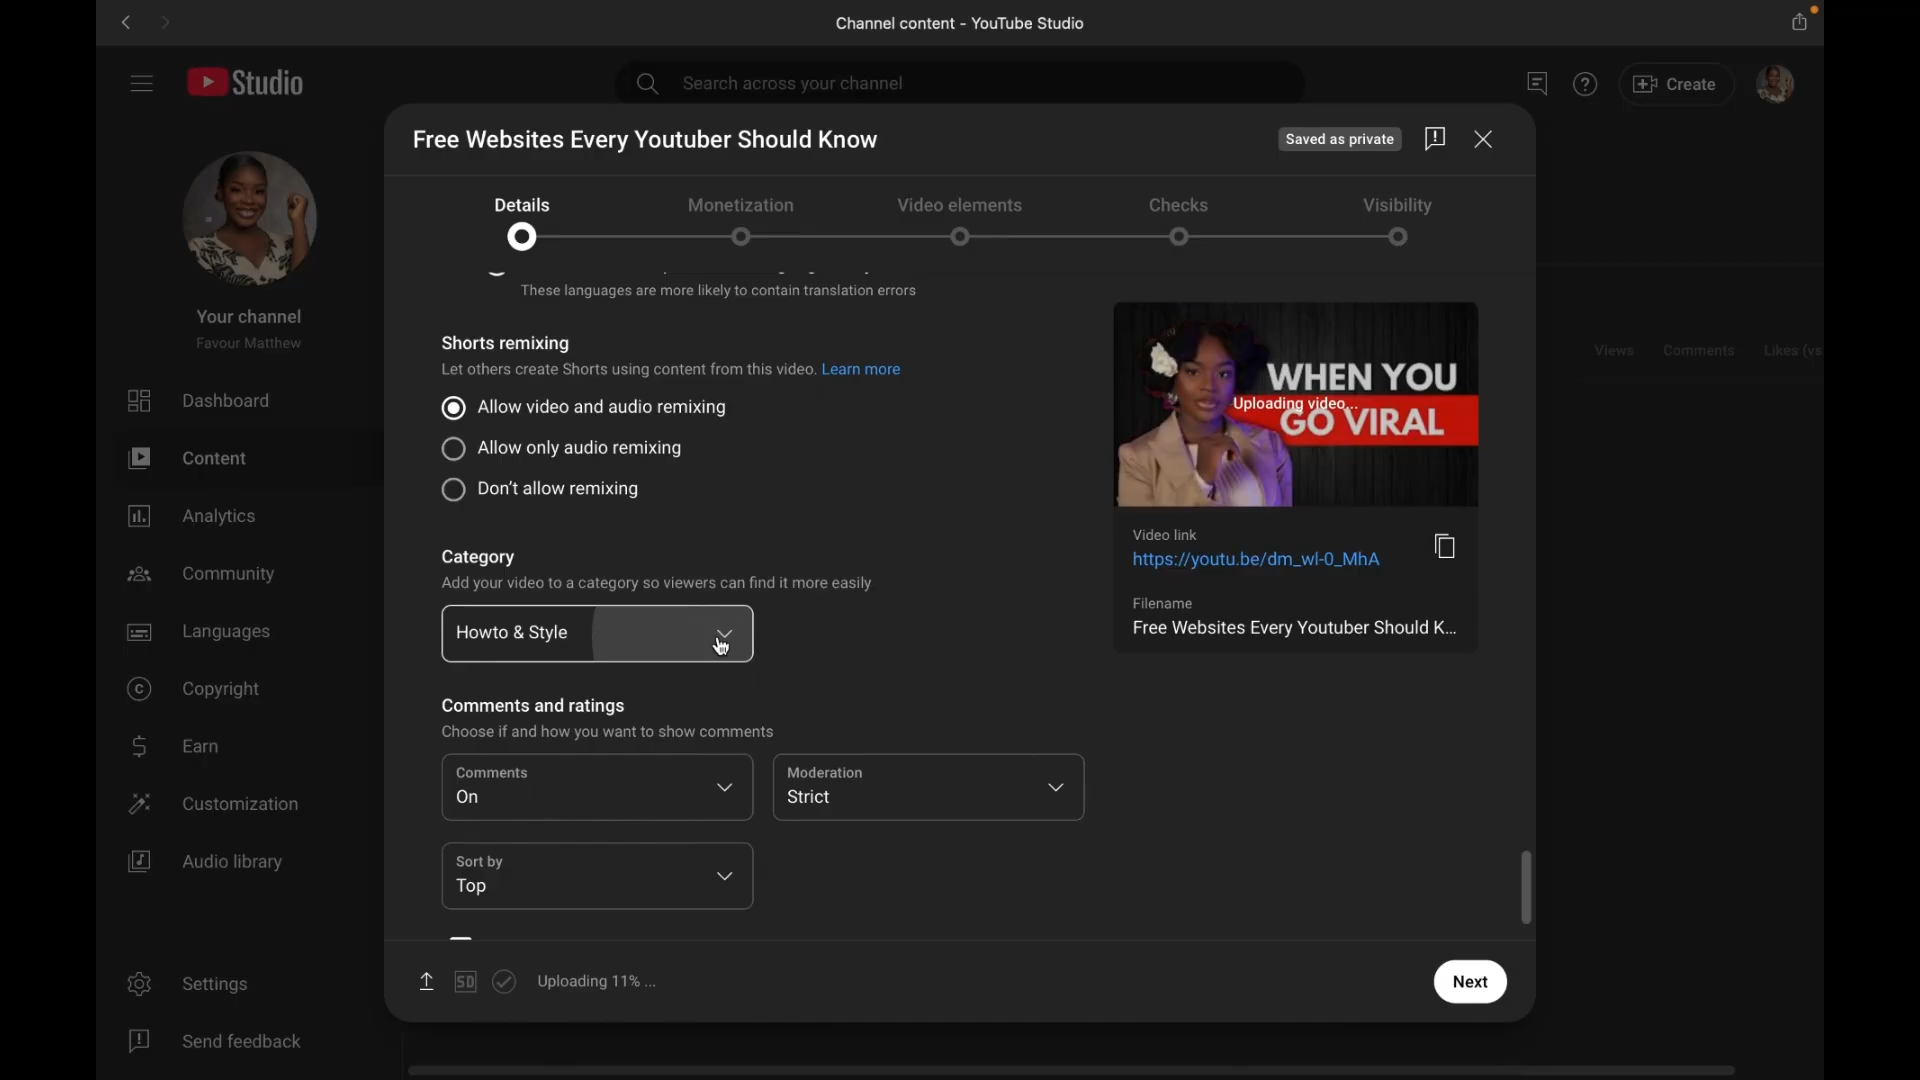 Channel content - YouTube Studio
Studio
Search across your channel
Create
Free Websites Every Youtuber Should Know
Saved as private
Details
Monetization
Video elements
Checks
Visibility
Your channel
Favour Matthew
Dashboard
Content
Analytics
Community
Languages
Copyright
Earn
Customization
Audio library
Settings
Send feedback
These languages are more likely to contain translation errors
Shorts remixing
Let others create Shorts using content from this video. Learn more
Allow video and audio remixing
Allow only audio remixing
Don't allow remixing
Category
Add your video to a category so viewers can find it more easily
Howto & Style
Comments and ratings
Choose if and how you want to show comments
Comments
On
Moderation
Strict
Sort by
Top
WHEN YOU
Uploading video...
GO VIRAL
Video link
https://youtu.be/dm_wl-0_MhA
Filename
Free Websites Every Youtuber Should K...
Views
Comments
Likes (vs
SD
Uploading 11% ...
Next